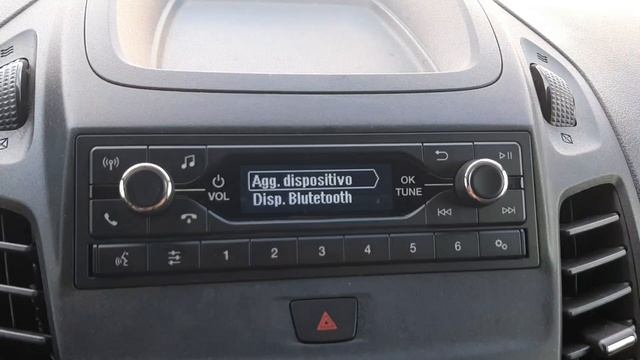 Agg. dispositivo
Disp. Blutetooth
VOL
OK
TUNE
1 2 3 4 5 6